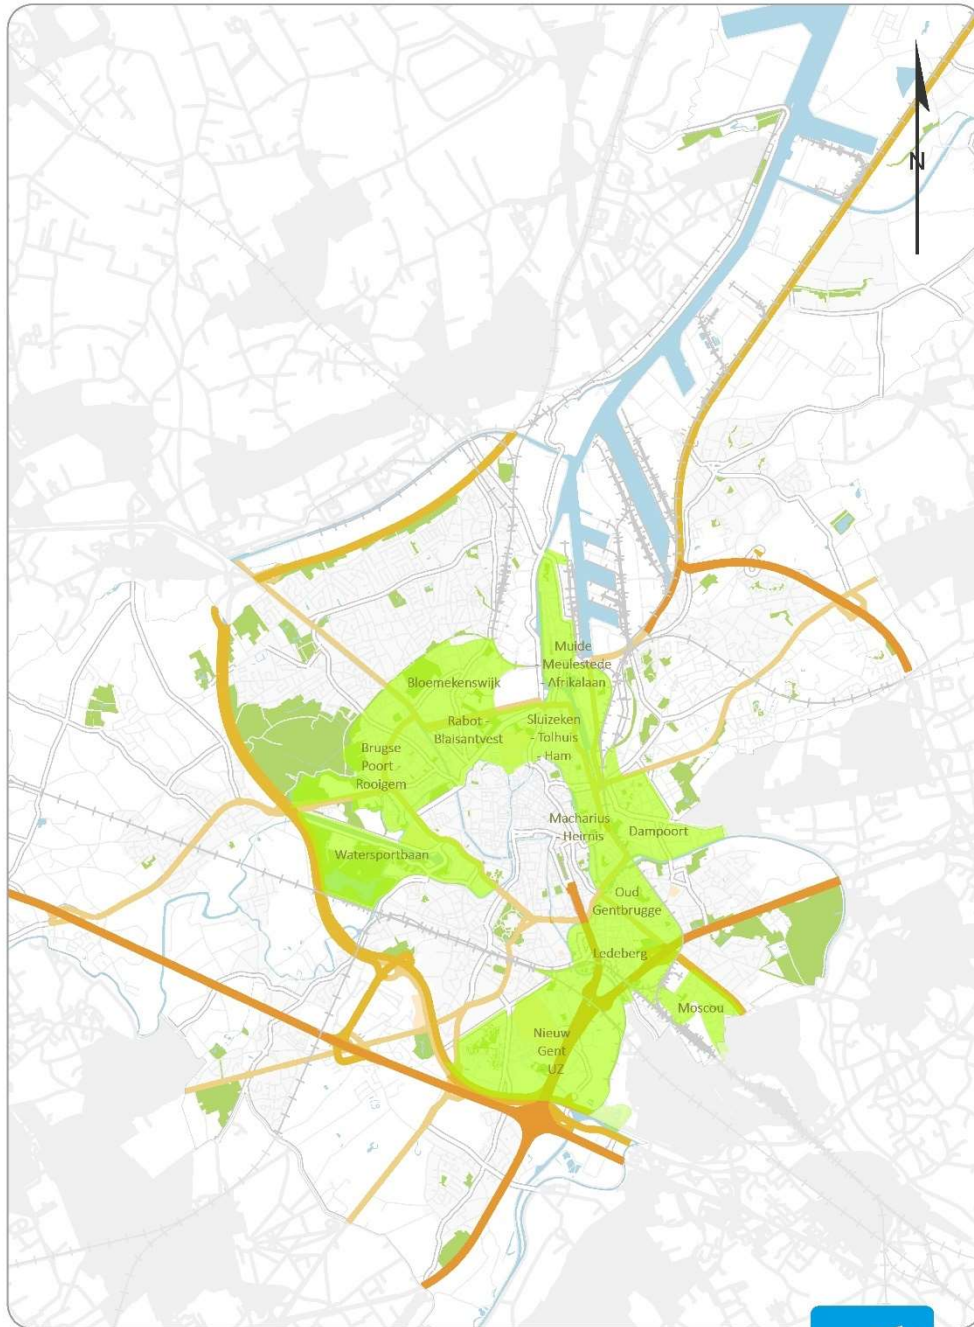 N
Muide
- Meulestede
- Afrikalaan
Bloemekenswijk
Rabot -
Blaisantvest
Sluizeken
- Tolhuis
- Ham
Brugse
Poort -
Rooigem
Macharius
- Heirnis
Dampoort
Watersportbaan
Oud
Gentbrugge
Ledeberg
Moscou
Nieuw
Gent
UZ